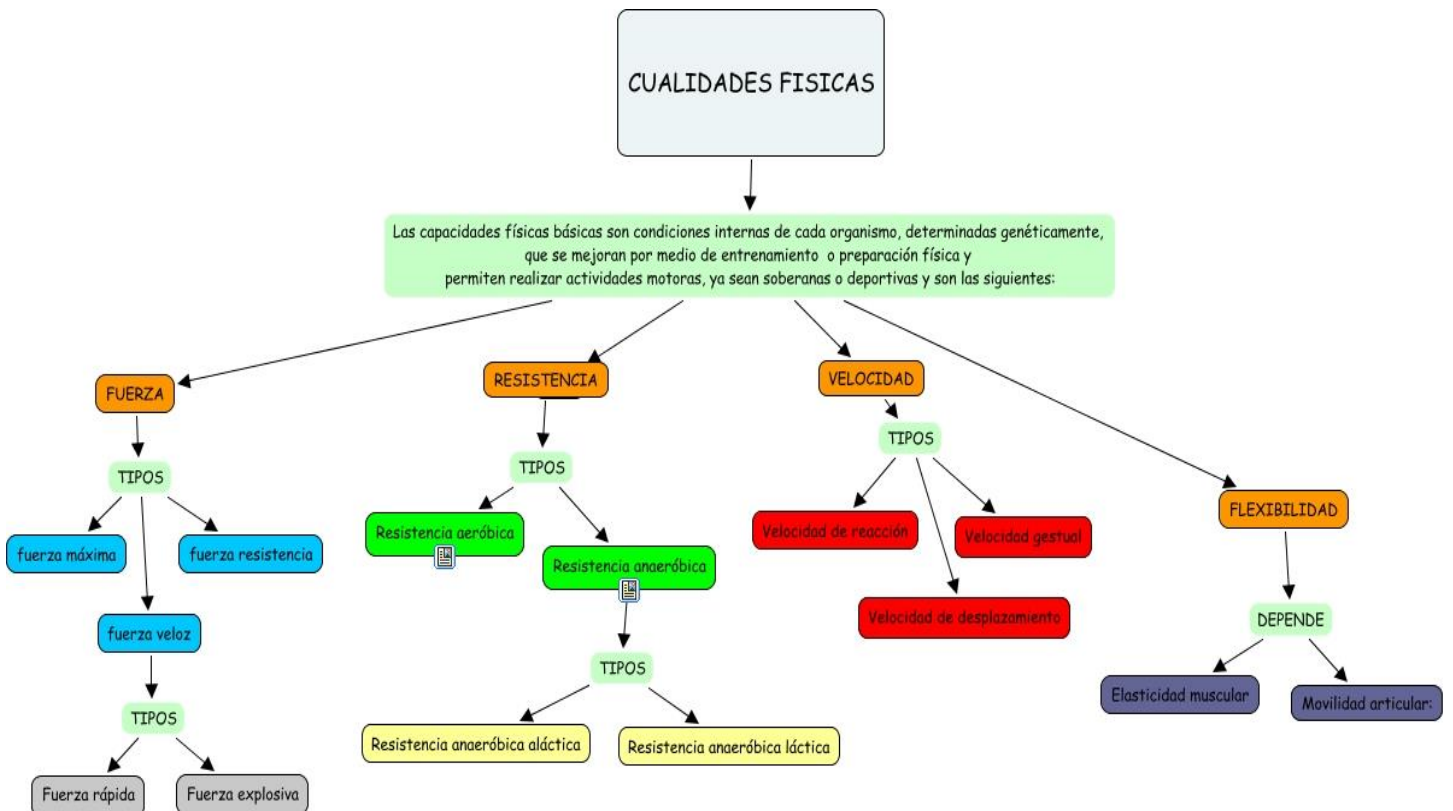 CUALIDADES FISICAS
Las capacidades físicas básicas son condiciones internas de cada organismo, determinadas genéticamente,
que se mejoran por medio de entrenamiento o preparación física y
permiten realizar actividades motoras, ya sean soberanas o deportivas y son las siguientes:
FUERZA
RESISTENCIA
VELOCIDAD
FLEXIBILIDAD
TIPOS
fuerza máxima
fuerza resistencia
fuerza veloz
TIPOS
Fuerza rápida
Fuerza explosiva
TIPOS
Resistencia aeróbica
Resistencia anaeróbica
TIPOS
Resistencia anaeróbica aláctica
Resistencia anaeróbica láctica
TIPOS
Velocidad de reacción
Velocidad gestual
Velocidad de desplazamiento
DEPENDE
Elasticidad muscular
Movilidad articular: